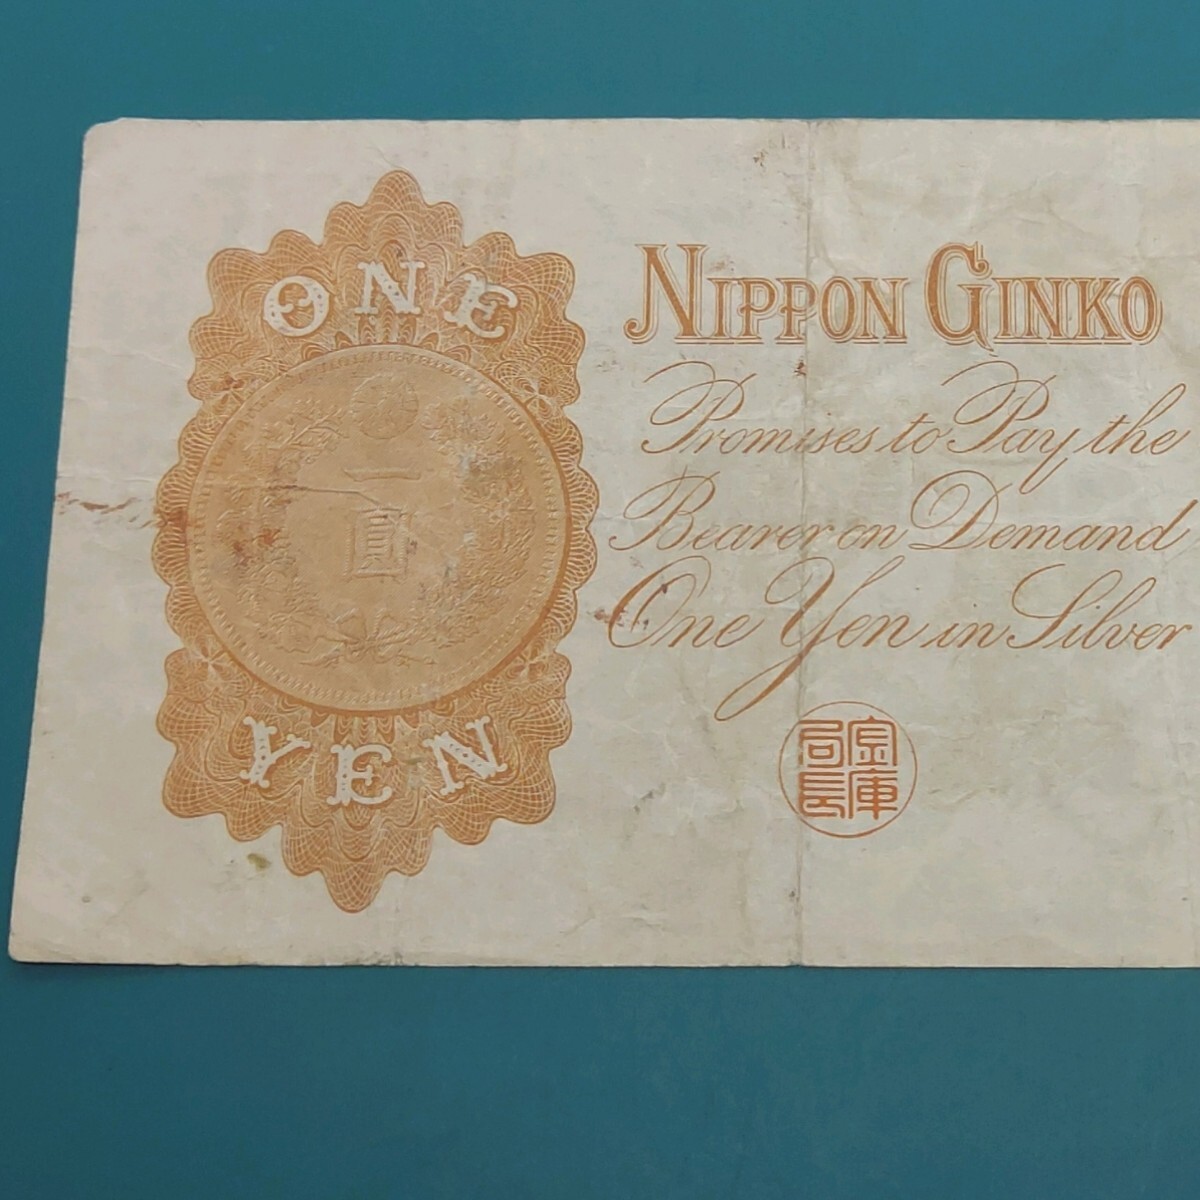 ONE
一
圓
YEN
NIPPON GINKO
Promises to Pay the
Bearer on Demand
One Yen in Silver
金庫
局長